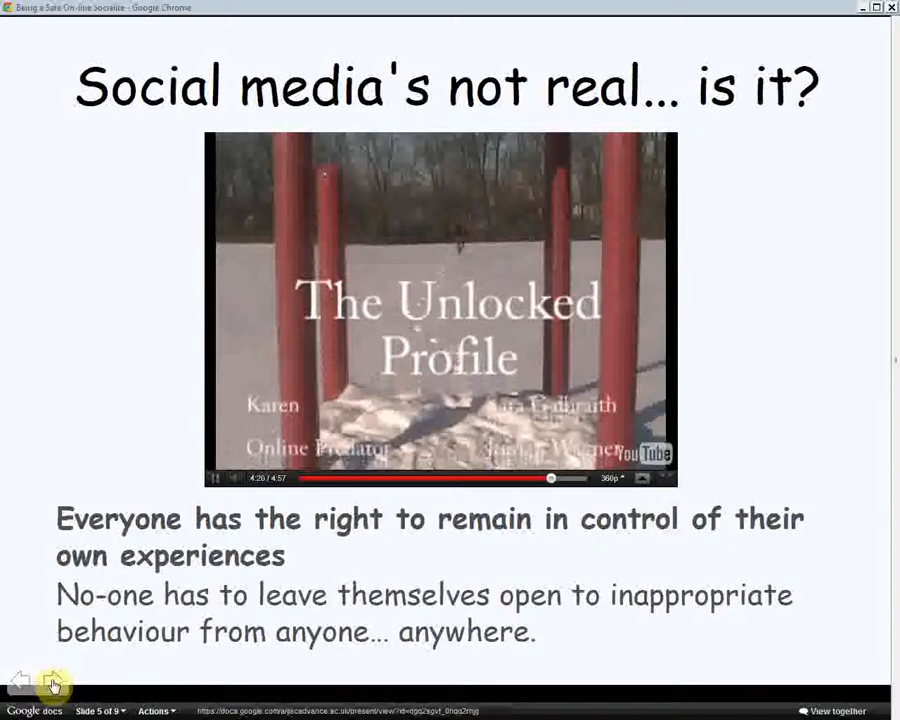 Being a Safe On-line Socialite - Google Chrome
Social media's not real... is it?
The Unlocked
Profile
Karen
Galbraith
Online Predator
YouTube
4:20 / 4:57
360p
Everyone has the right to remain in control of their
own experiences
No-one has to leave themselves open to inappropriate
behaviour from anyone... anywhere.
Google docs Slide 5 of 9 Actions View together